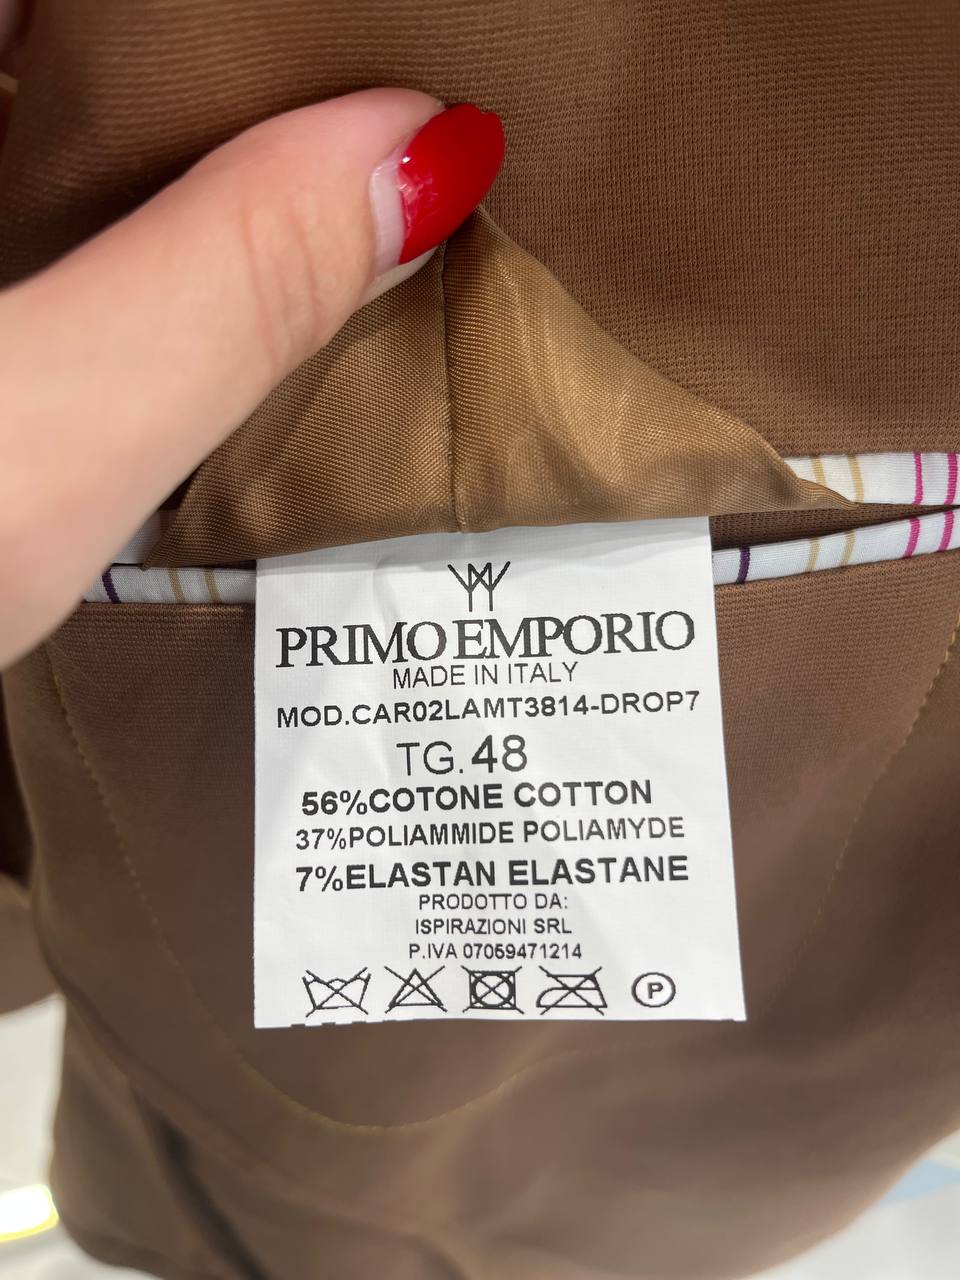 PRIMO EMPORIO
MADE IN ITALY
MOD.CAR02LAMT3814-DROP7
TG.48
56%COTONE COTTON
37%POLIAMMIDE POLIAMYDE
7%ELASTAN ELASTANE
PRODOTTO DA:
ISPIRAZIONI SRL
P.IVA 07069471214
P